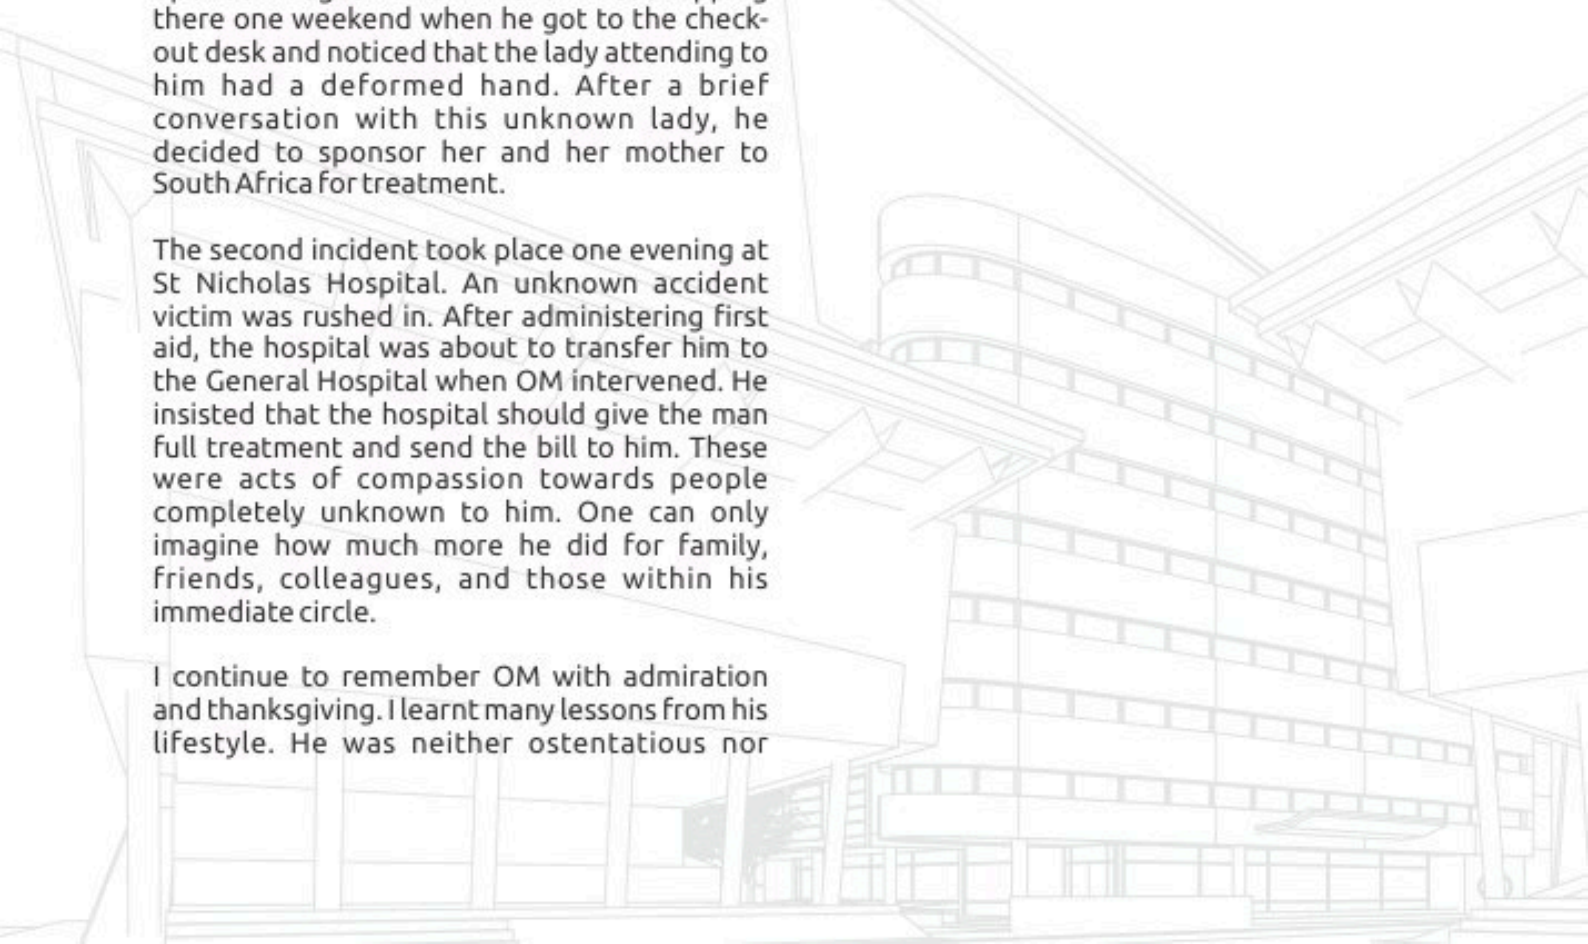 there one weekend when he got to the check-
out desk and noticed that the lady attending to
him had a deformed hand. After a brief
conversation with this unknown lady, he
decided to sponsor her and her mother to
South Africa for treatment.
The second incident took place one evening at
St Nicholas Hospital. An unknown accident
victim was rushed in. After administering first
aid, the hospital was about to transfer him to
the General Hospital when OM intervened. He
insisted that the hospital should give the man
full treatment and send the bill to him. These
were acts of compassion towards people
completely unknown to him. One can only
imagine how much more he did for family,
friends, colleagues, and those within his
immediate circle.
I continue to remember OM with admiration
and thanksgiving. I learnt many lessons from his
lifestyle. He was neither ostentatious nor